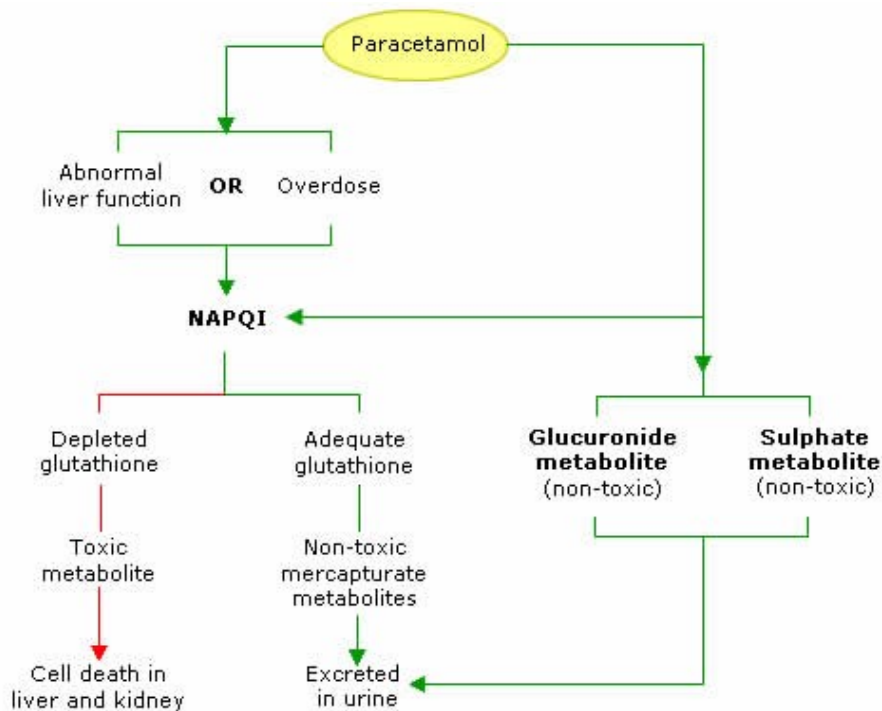 Paracetamol
Abnormal
liver function
OR
Overdose
NAPQI
Depleted
glutathione
Adequate
glutathione
Glucuronide
metabolite
(non-toxic)
Sulphate
metabolite
(non-toxic)
Toxic
metabolite
Non-toxic
mercapturate
metabolites
Cell death in
liver and kidney
Excreted
in urine